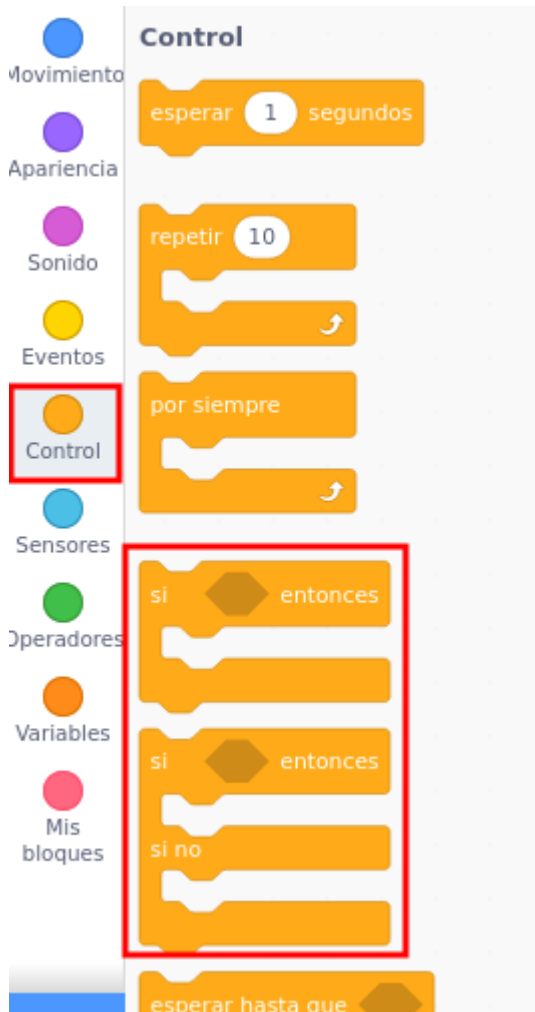 Movimiento
Apariencia
Sonido
Eventos
Control
Sensores
Operadores
Variables
Mis
bloques
Control
esperar 1 segundos
repetir 10
por siempre
si entonces
si entonces
si no
esperar hasta que